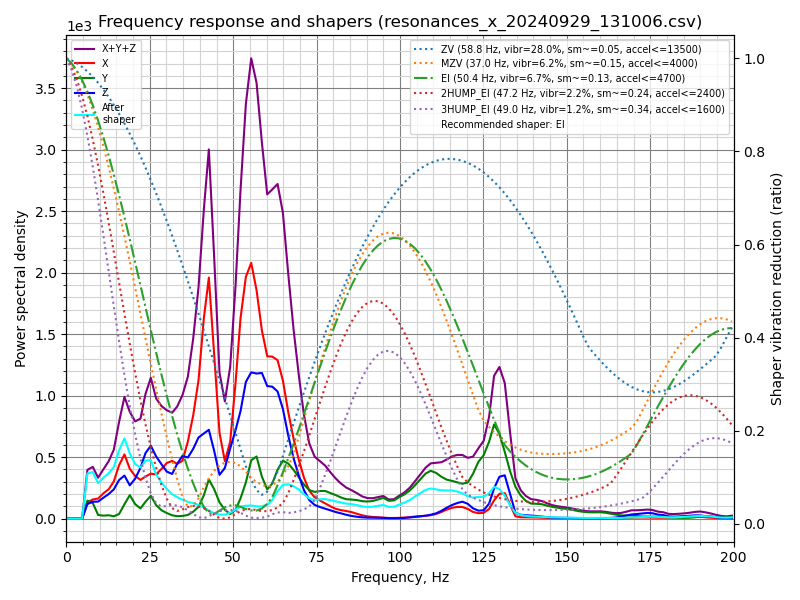 Frequency response and shapers (resonances_x_20240929_131006.csv)
1e3
X+Y+Z
X
Y
Z
After
shaper
ZV (58.8 Hz, vibr=28.0%, sm~=0.05, accel<=13500)
MZV (37.0 Hz, vibr=6.2%, sm~=0.15, accel<=4000)
EI (50.4 Hz, vibr=6.7%, sm~=0.13, accel<=4700)
2HUMP_EI (47.2 Hz, vibr=2.2%, sm~=0.24, accel<=2400)
3HUMP_EI (49.0 Hz, vibr=1.2%, sm~=0.34, accel<=1600)
Recommended shaper: EI
Power spectral density
3.5
3.0
2.5
2.0
1.5
1.0
0.5
0.0
1.0
0.8
0.6
0.4
0.2
0.0
Shaper vibration reduction (ratio)
0 25 50 75 100 125 150 175 200
Frequency, Hz